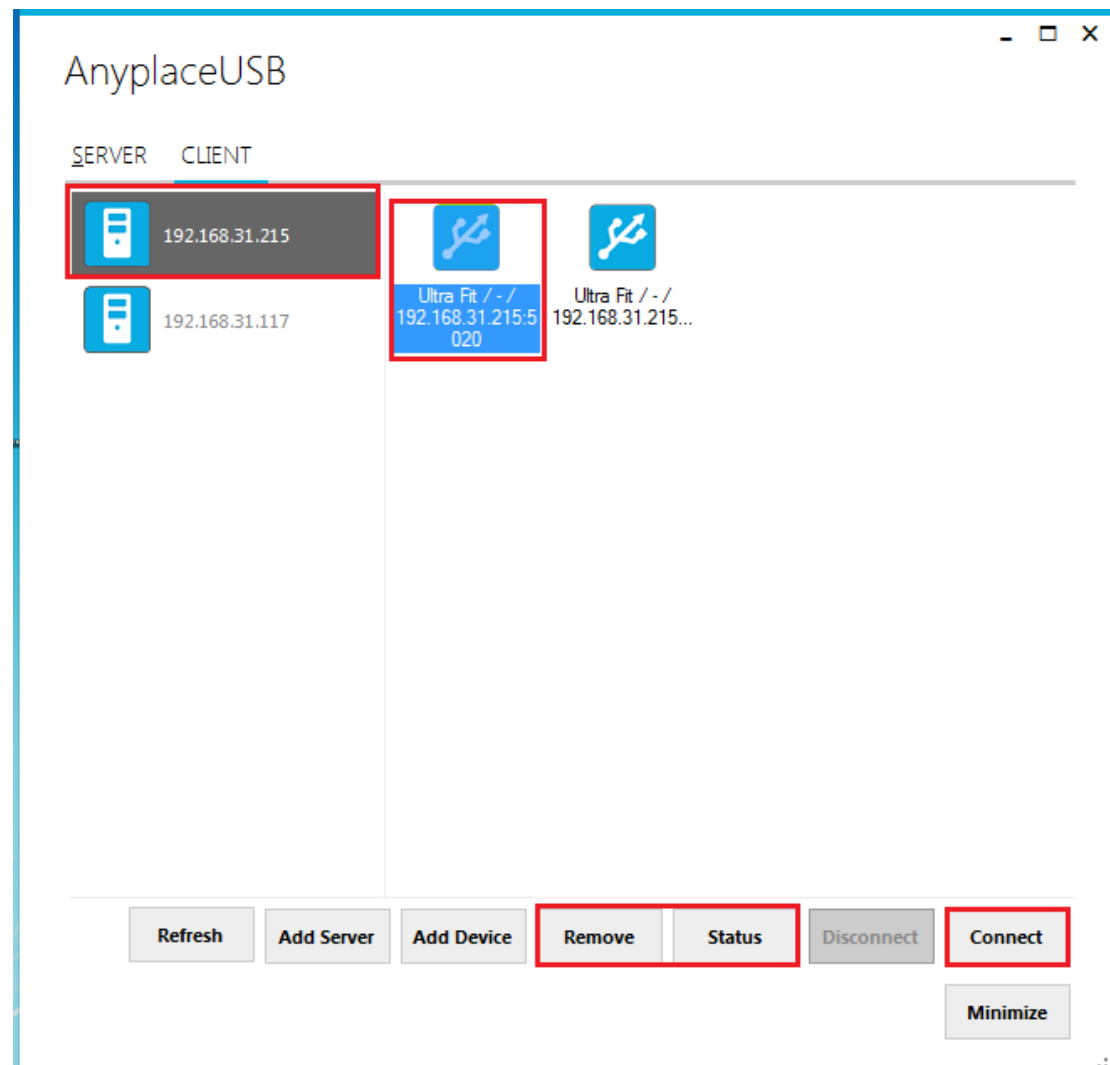 AnyplaceUSB
SERVER CLIENT
192.168.31.215
192.168.31.117
Ultra Fit / - /
192.168.31.215:5
020
Ultra Fit / - /
192.168.31.215...
Refresh Add Server Add Device Remove Status Disconnect Connect
Minimize